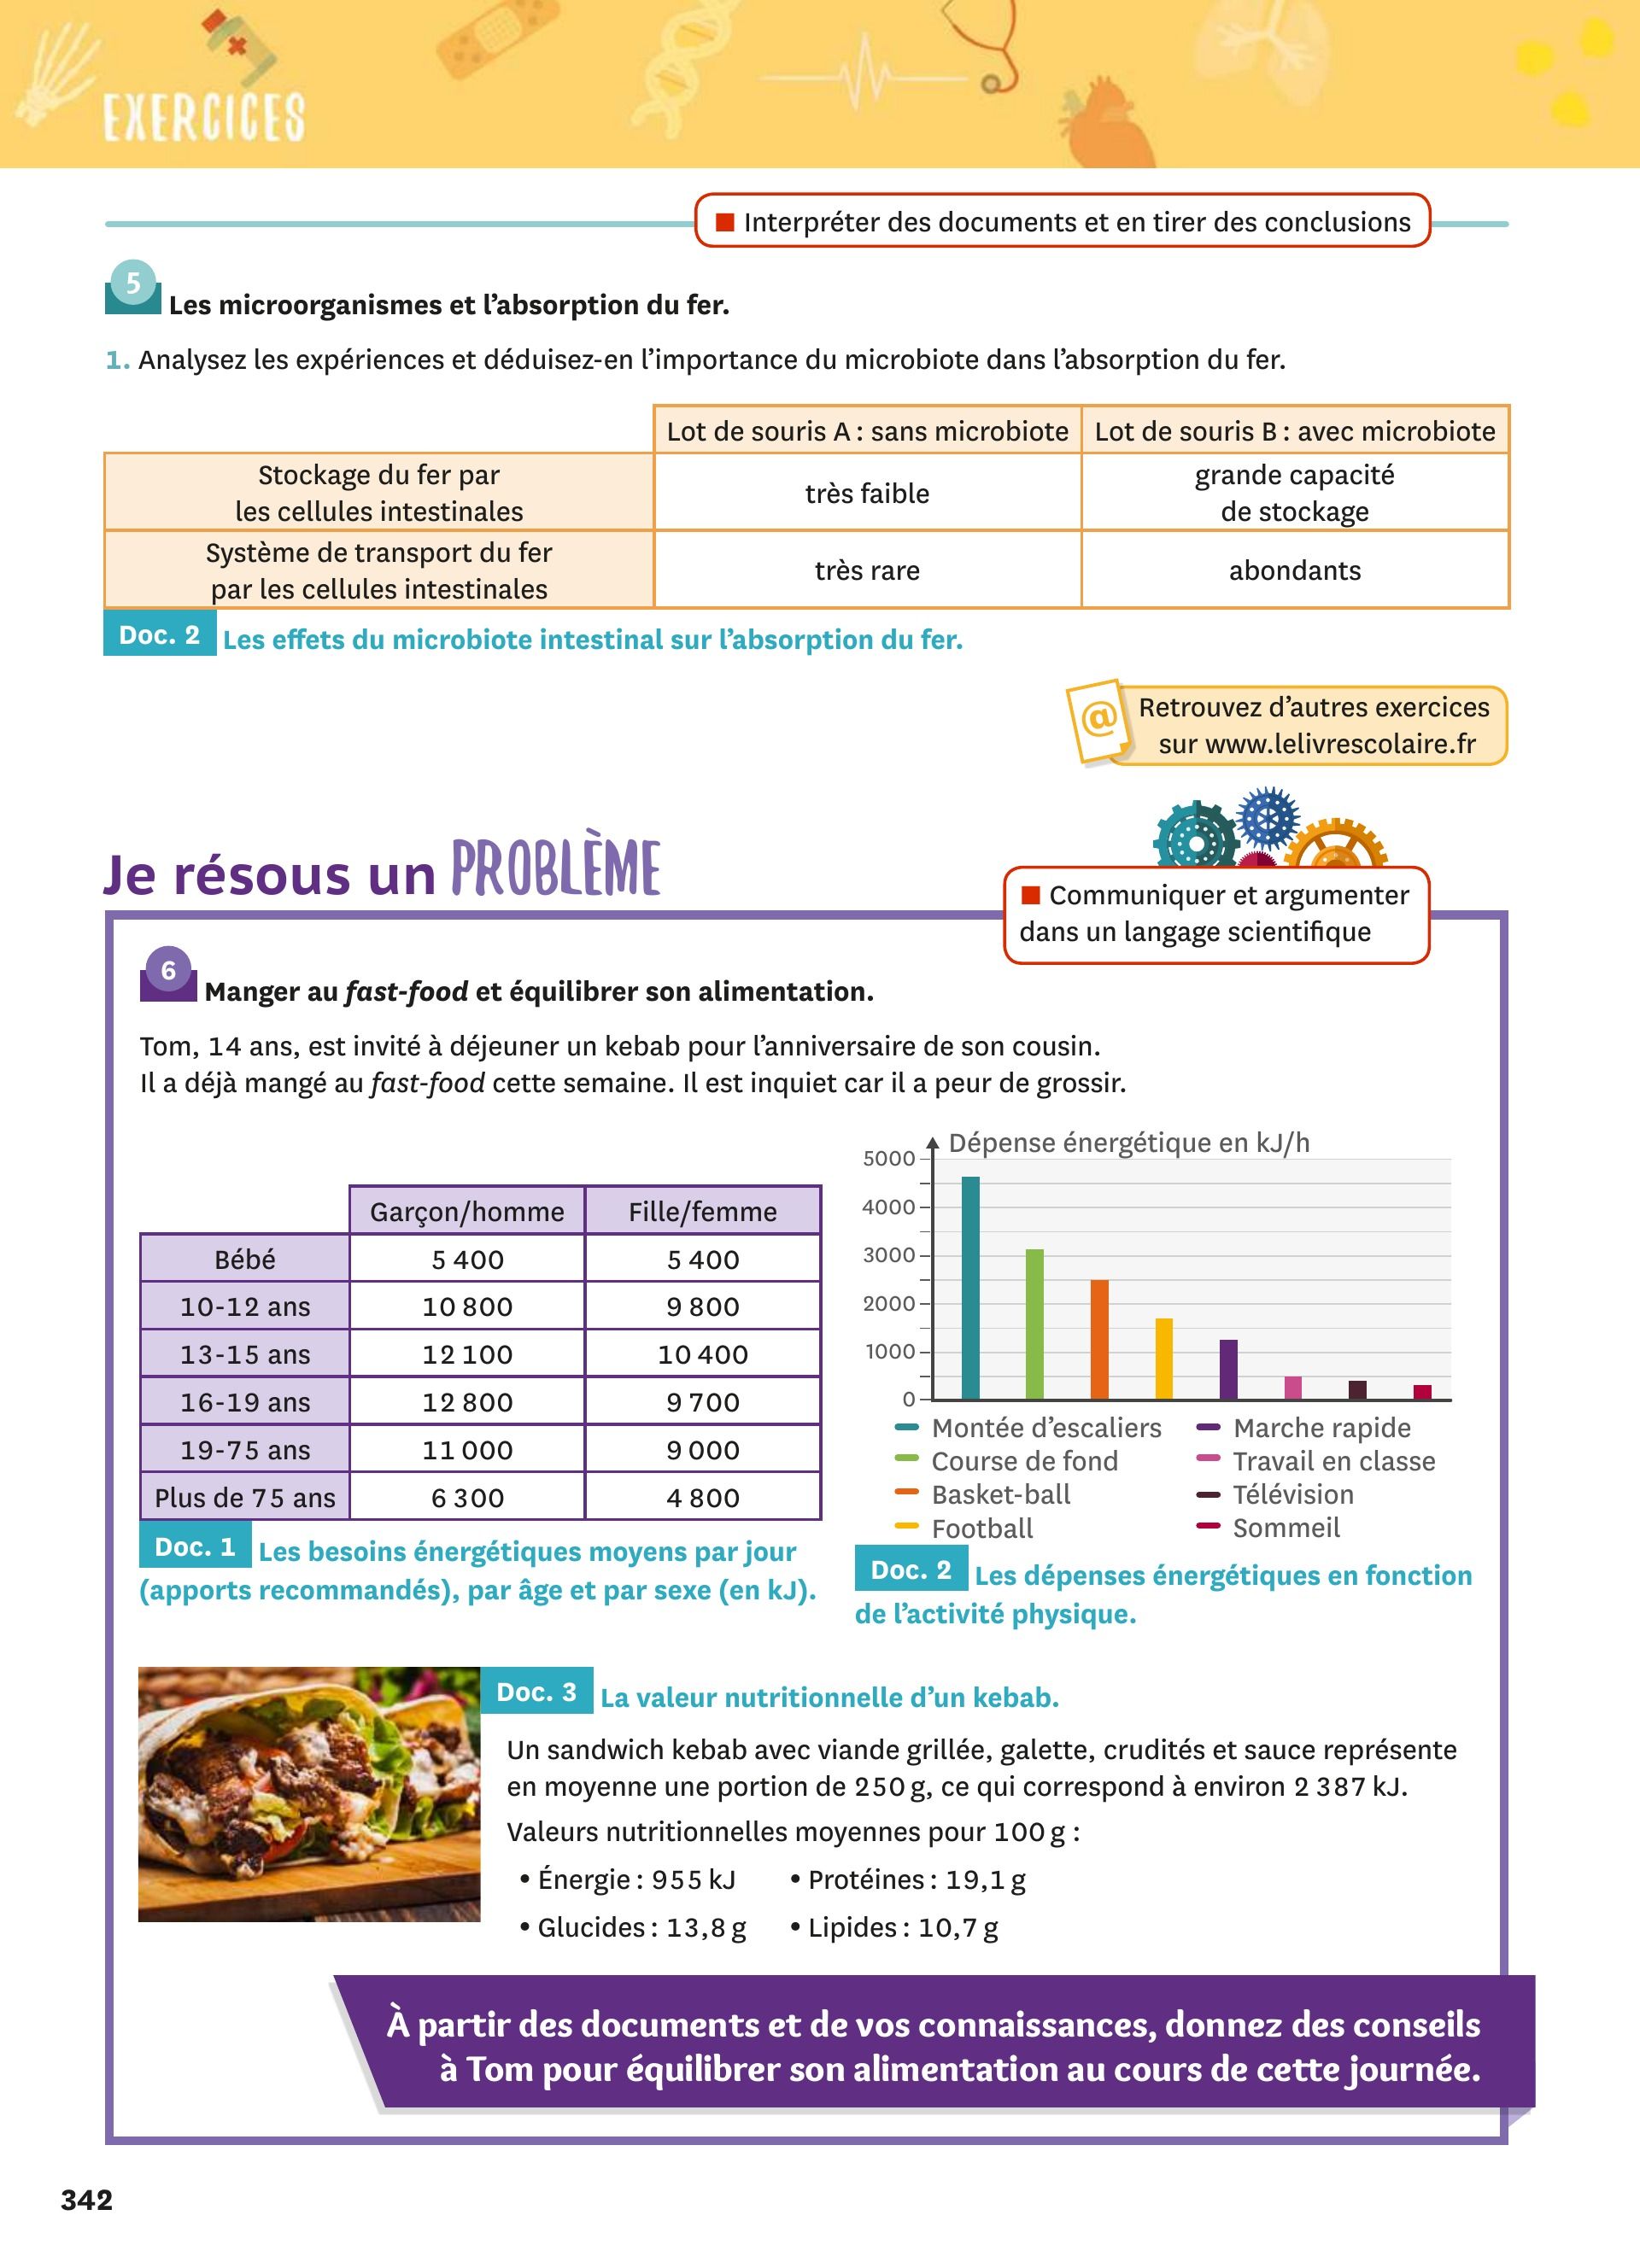 EXERCICES
Interpréter des documents et en tirer des conclusions
5
Les microorganismes et l’absorption du fer.
1. Analysez les expériences et déduisez-en l’importance du microbiote dans l’absorption du fer.
Lot de souris A : sans microbiote Lot de souris B : avec microbiote
Stockage du fer par
les cellules intestinales
très faible
grande capacité
de stockage
Système de transport du fer
par les cellules intestinales
très rare
abondants
Doc. 2 Les effets du microbiote intestinal sur l’absorption du fer.
@
Retrouvez d’autres exercices
sur www.lelivrescolaire.fr
Je résous un PROBLÈME
Communiquer et argumenter
dans un langage scientifique
6
Manger au fast-food et équilibrer son alimentation.
Tom, 14 ans, est invité à déjeuner un kebab pour l’anniversaire de son cousin.
Il a déjà mangé au fast-food cette semaine. Il est inquiet car il a peur de grossir.
Garçon/homme Fille/femme
Bébé 5 400 5 400
10-12 ans 10 800 9 800
13-15 ans 12 100 10 400
16-19 ans 12 800 9 700
19-75 ans 11 000 9 000
Plus de 75 ans 6 300 4 800
Doc. 1 Les besoins énergétiques moyens par jour
(apports recommandés), par âge et par sexe (en kJ).
Dépense énergétique en kJ/h
5000
4000
3000
2000
1000
0
Montée d’escaliers
Course de fond
Basket-ball
Football
Marche rapide
Travail en classe
Télévision
Sommeil
Doc. 2 Les dépenses énergétiques en fonction
de l’activité physique.
Doc. 3 La valeur nutritionnelle d’un kebab.
Un sandwich kebab avec viande grillée, galette, crudités et sauce représente
en moyenne une portion de 250 g, ce qui correspond à environ 2 387 kJ.
Valeurs nutritionnelles moyennes pour 100 g :
• Énergie : 955 kJ • Protéines : 19,1 g
• Glucides : 13,8 g • Lipides : 10,7 g
À partir des documents et de vos connaissances, donnez des conseils
à Tom pour équilibrer son alimentation au cours de cette journée.
342